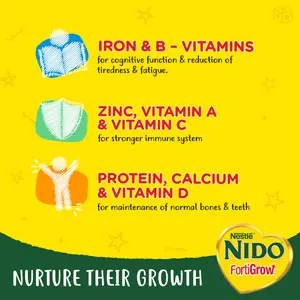 IRON & B – VITAMINS
for cognitive function & reduction of
tiredness & fatigue.
ZINC, VITAMIN A
& VITAMIN C
for stronger immune system
PROTEIN, CALCIUM
& VITAMIN D
for maintenance of normal bones & teeth
NURTURE THEIR GROWTH
Nestlé
NIDO
FortiGrow